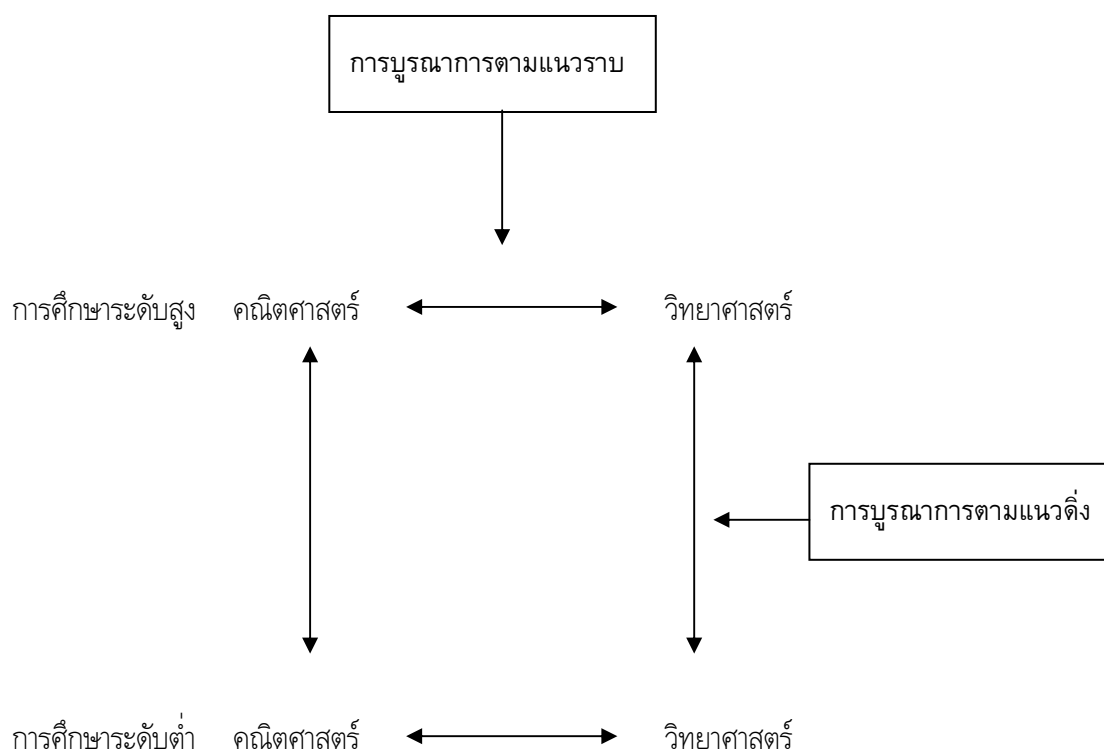 การบูรณาการตามแนวราบ
การศึกษาระดับสูง คณิตศาสตร์ วิทยาศาสตร์
การบูรณาการตามแนวดิ่ง
การศึกษาระดับต่ำ คณิตศาสตร์ วิทยาศาสตร์